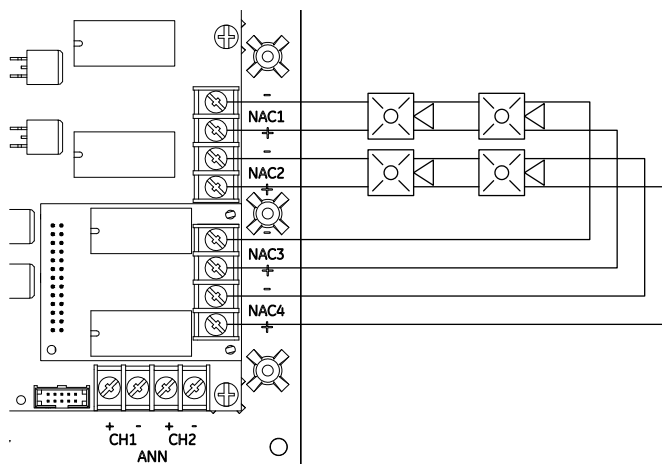 -
NAC1
+
-
NAC2
+
-
NAC3
+
-
NAC4
+
+ - + -
CH1 CH2
ANN